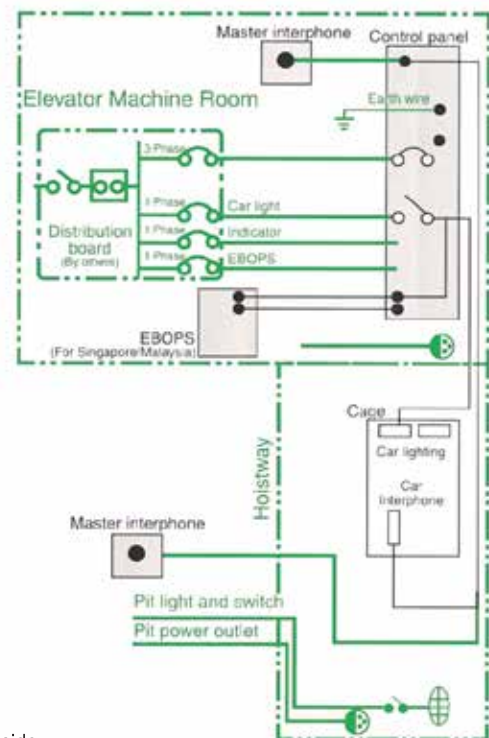 Master interphone
Control panel
Elevator Machine Room
Earth wire
3-Phase
1-Phase
Car light
1-Phase
Indicator
1-Phase
EBOPS
Distribution
board
(By others)
EBOPS
(For Singapore/Malaysia)
Hoistway
Cage
Car lighting
Car
Interphone
Master interphone
Pit light and switch
Pit power outlet